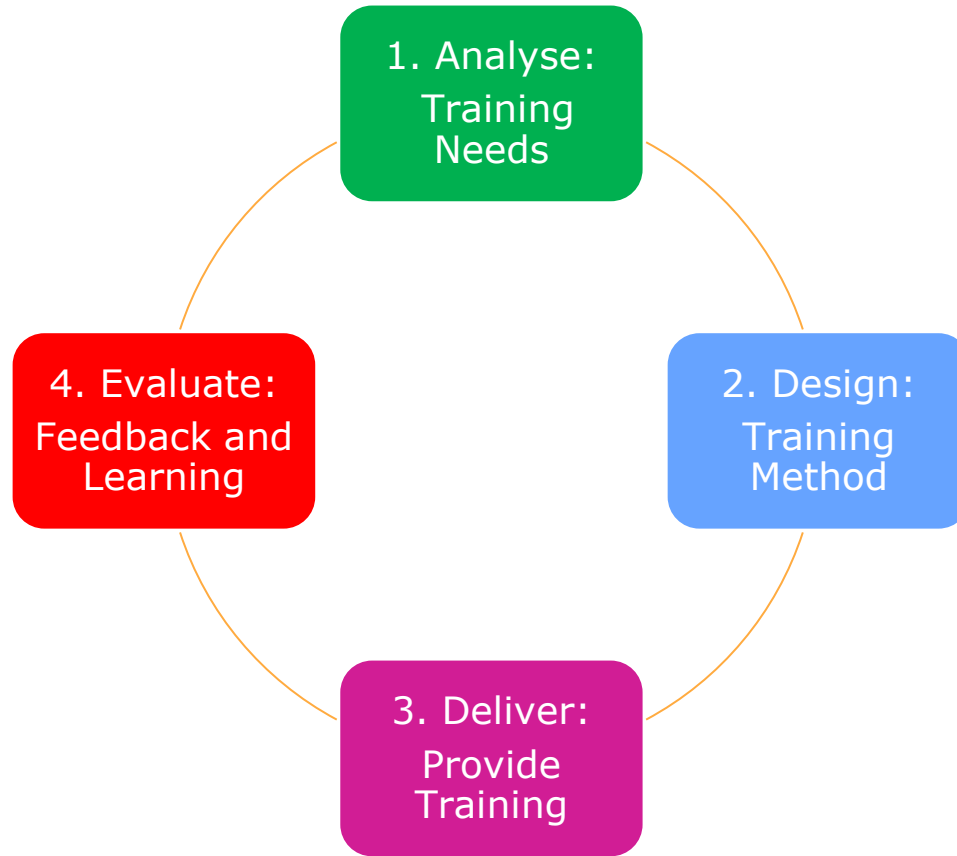 1. Analyse:
Training
Needs
2. Design:
Training
Method
3. Deliver:
Provide
Training
4. Evaluate:
Feedback and
Learning